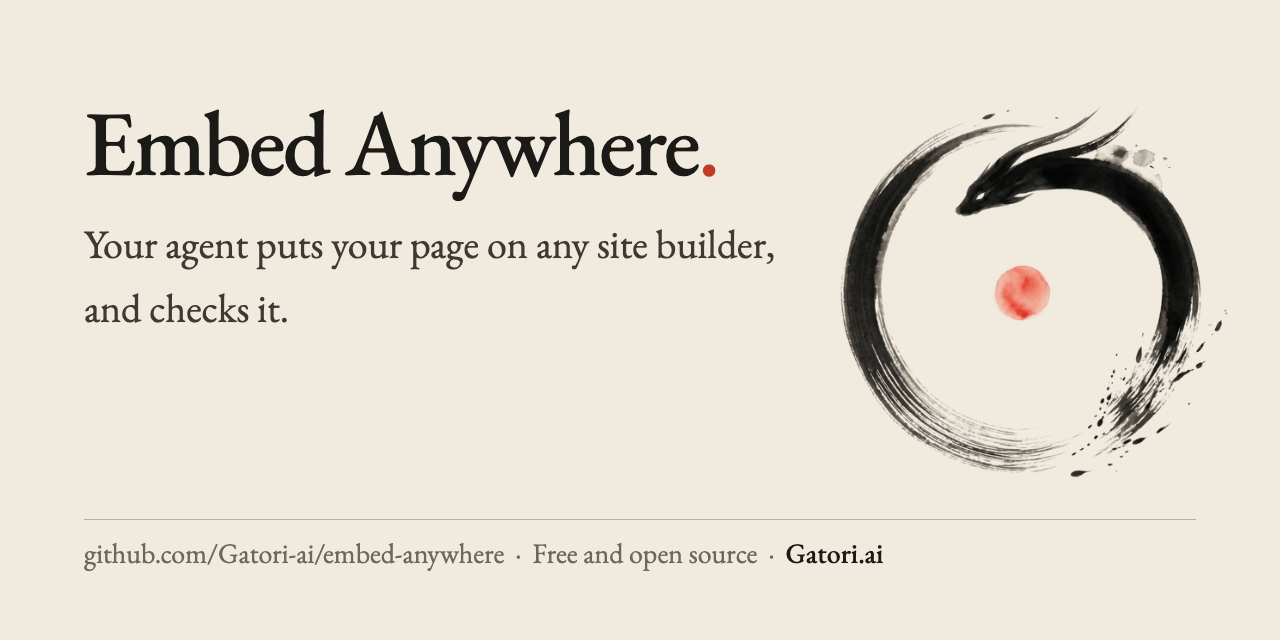 Embed Anywhere.
Your agent puts your page on any site builder,
and checks it.
github.com/Gatori-ai/embed-anywhere · Free and open source · Gatori.ai